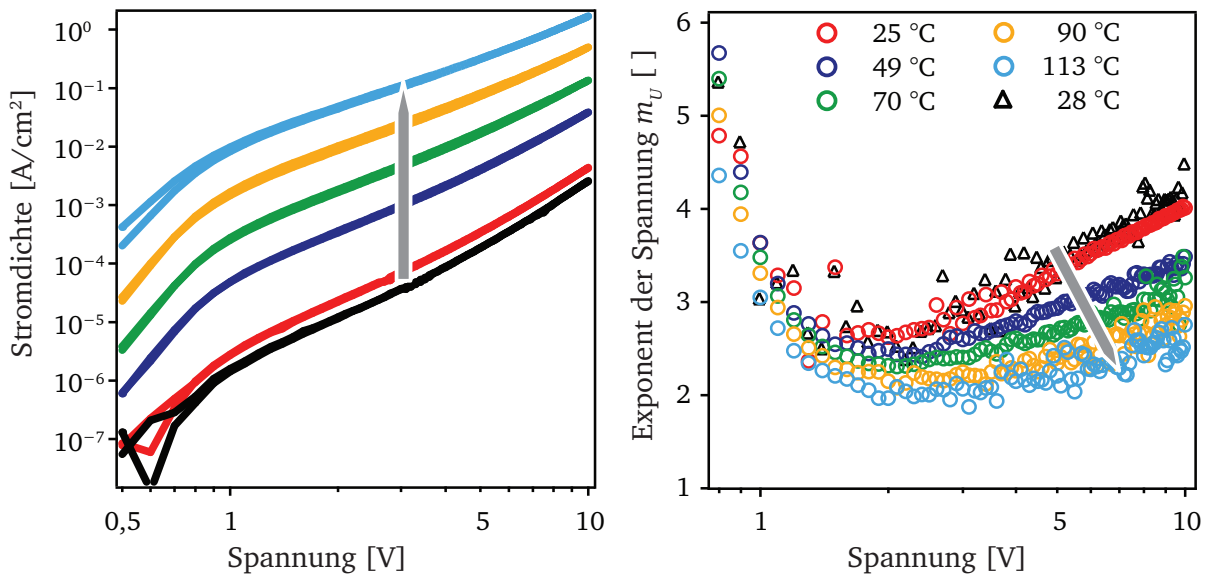 Stromdichte [A/cm²]
10⁰
10⁻¹
10⁻²
10⁻³
10⁻⁴
10⁻⁵
10⁻⁶
10⁻⁷
0,5
1
5
10
Spannung [V]
Exponent der Spannung m_U [ ]
6
5
4
3
2
1
25 °C
90 °C
49 °C
113 °C
70 °C
28 °C
1
5
10
Spannung [V]